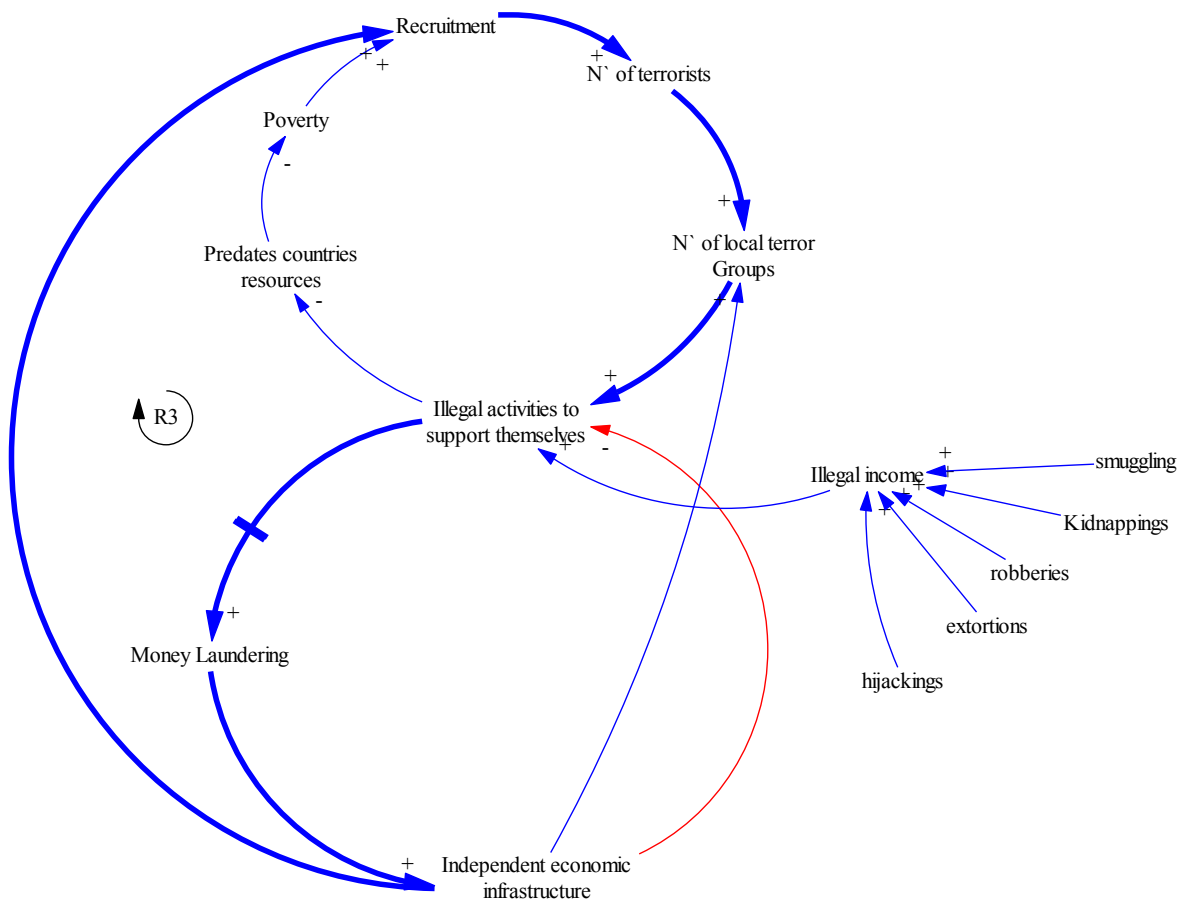 Recruitment
+
N` of terrorists
+
+
Poverty
-
+
N` of local terror
Groups
Predates countries
resources
-
+
+
Illegal activities to
support themselves
+
-
R3
Illegal income
+
+
+
+
+
smuggling
Kidnappings
robberies
extortions
hijackings
+
Money Laundering
+
Independent economic
infrastructure